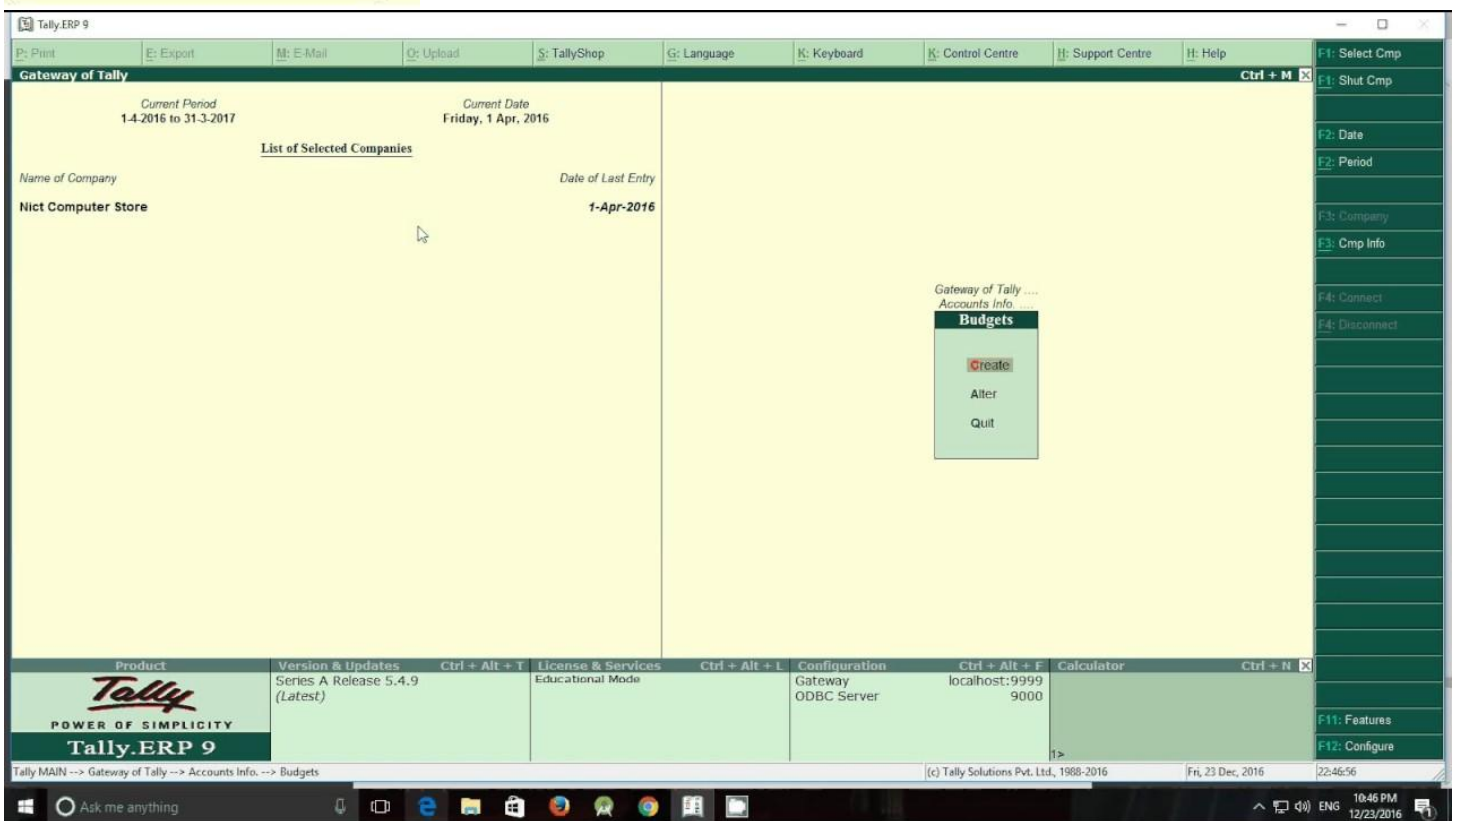 Tally.ERP 9
P: Print E: Export M: E-Mail O: Upload S: TallyShop G: Language K: Keyboard K: Control Centre H: Support Centre H: Help
Gateway of Tally Ctrl + M
Current Period Current Date
1-4-2016 to 31-3-2017 Friday, 1 Apr, 2016
List of Selected Companies
Name of Company Date of Last Entry
Nict Computer Store 1-Apr-2016
Gateway of Tally ....
Accounts Info. ....
Budgets
Create
Alter
Quit
F1: Select Cmp
F1: Shut Cmp
F2: Date
F2: Period
F3: Company
F3: Cmp Info
F4: Connect
F4: Disconnect
F11: Features
F12: Configure
Product
Tally
POWER OF SIMPLICITY
Tally.ERP 9
Version & Updates Ctrl + Alt + T
Series A Release 5.4.9
(Latest)
License & Services Ctrl + Alt + L
Educational Mode
Configuration Ctrl + Alt + F
Gateway localhost:9999
ODBC Server 9000
Calculator Ctrl + N
1>
Tally MAIN --> Gateway of Tally --> Accounts Info. --> Budgets (c) Tally Solutions Pvt. Ltd., 1988-2016 Fri, 23 Dec, 2016 22:46:56
Ask me anything ENG 10:46 PM
12/23/2016